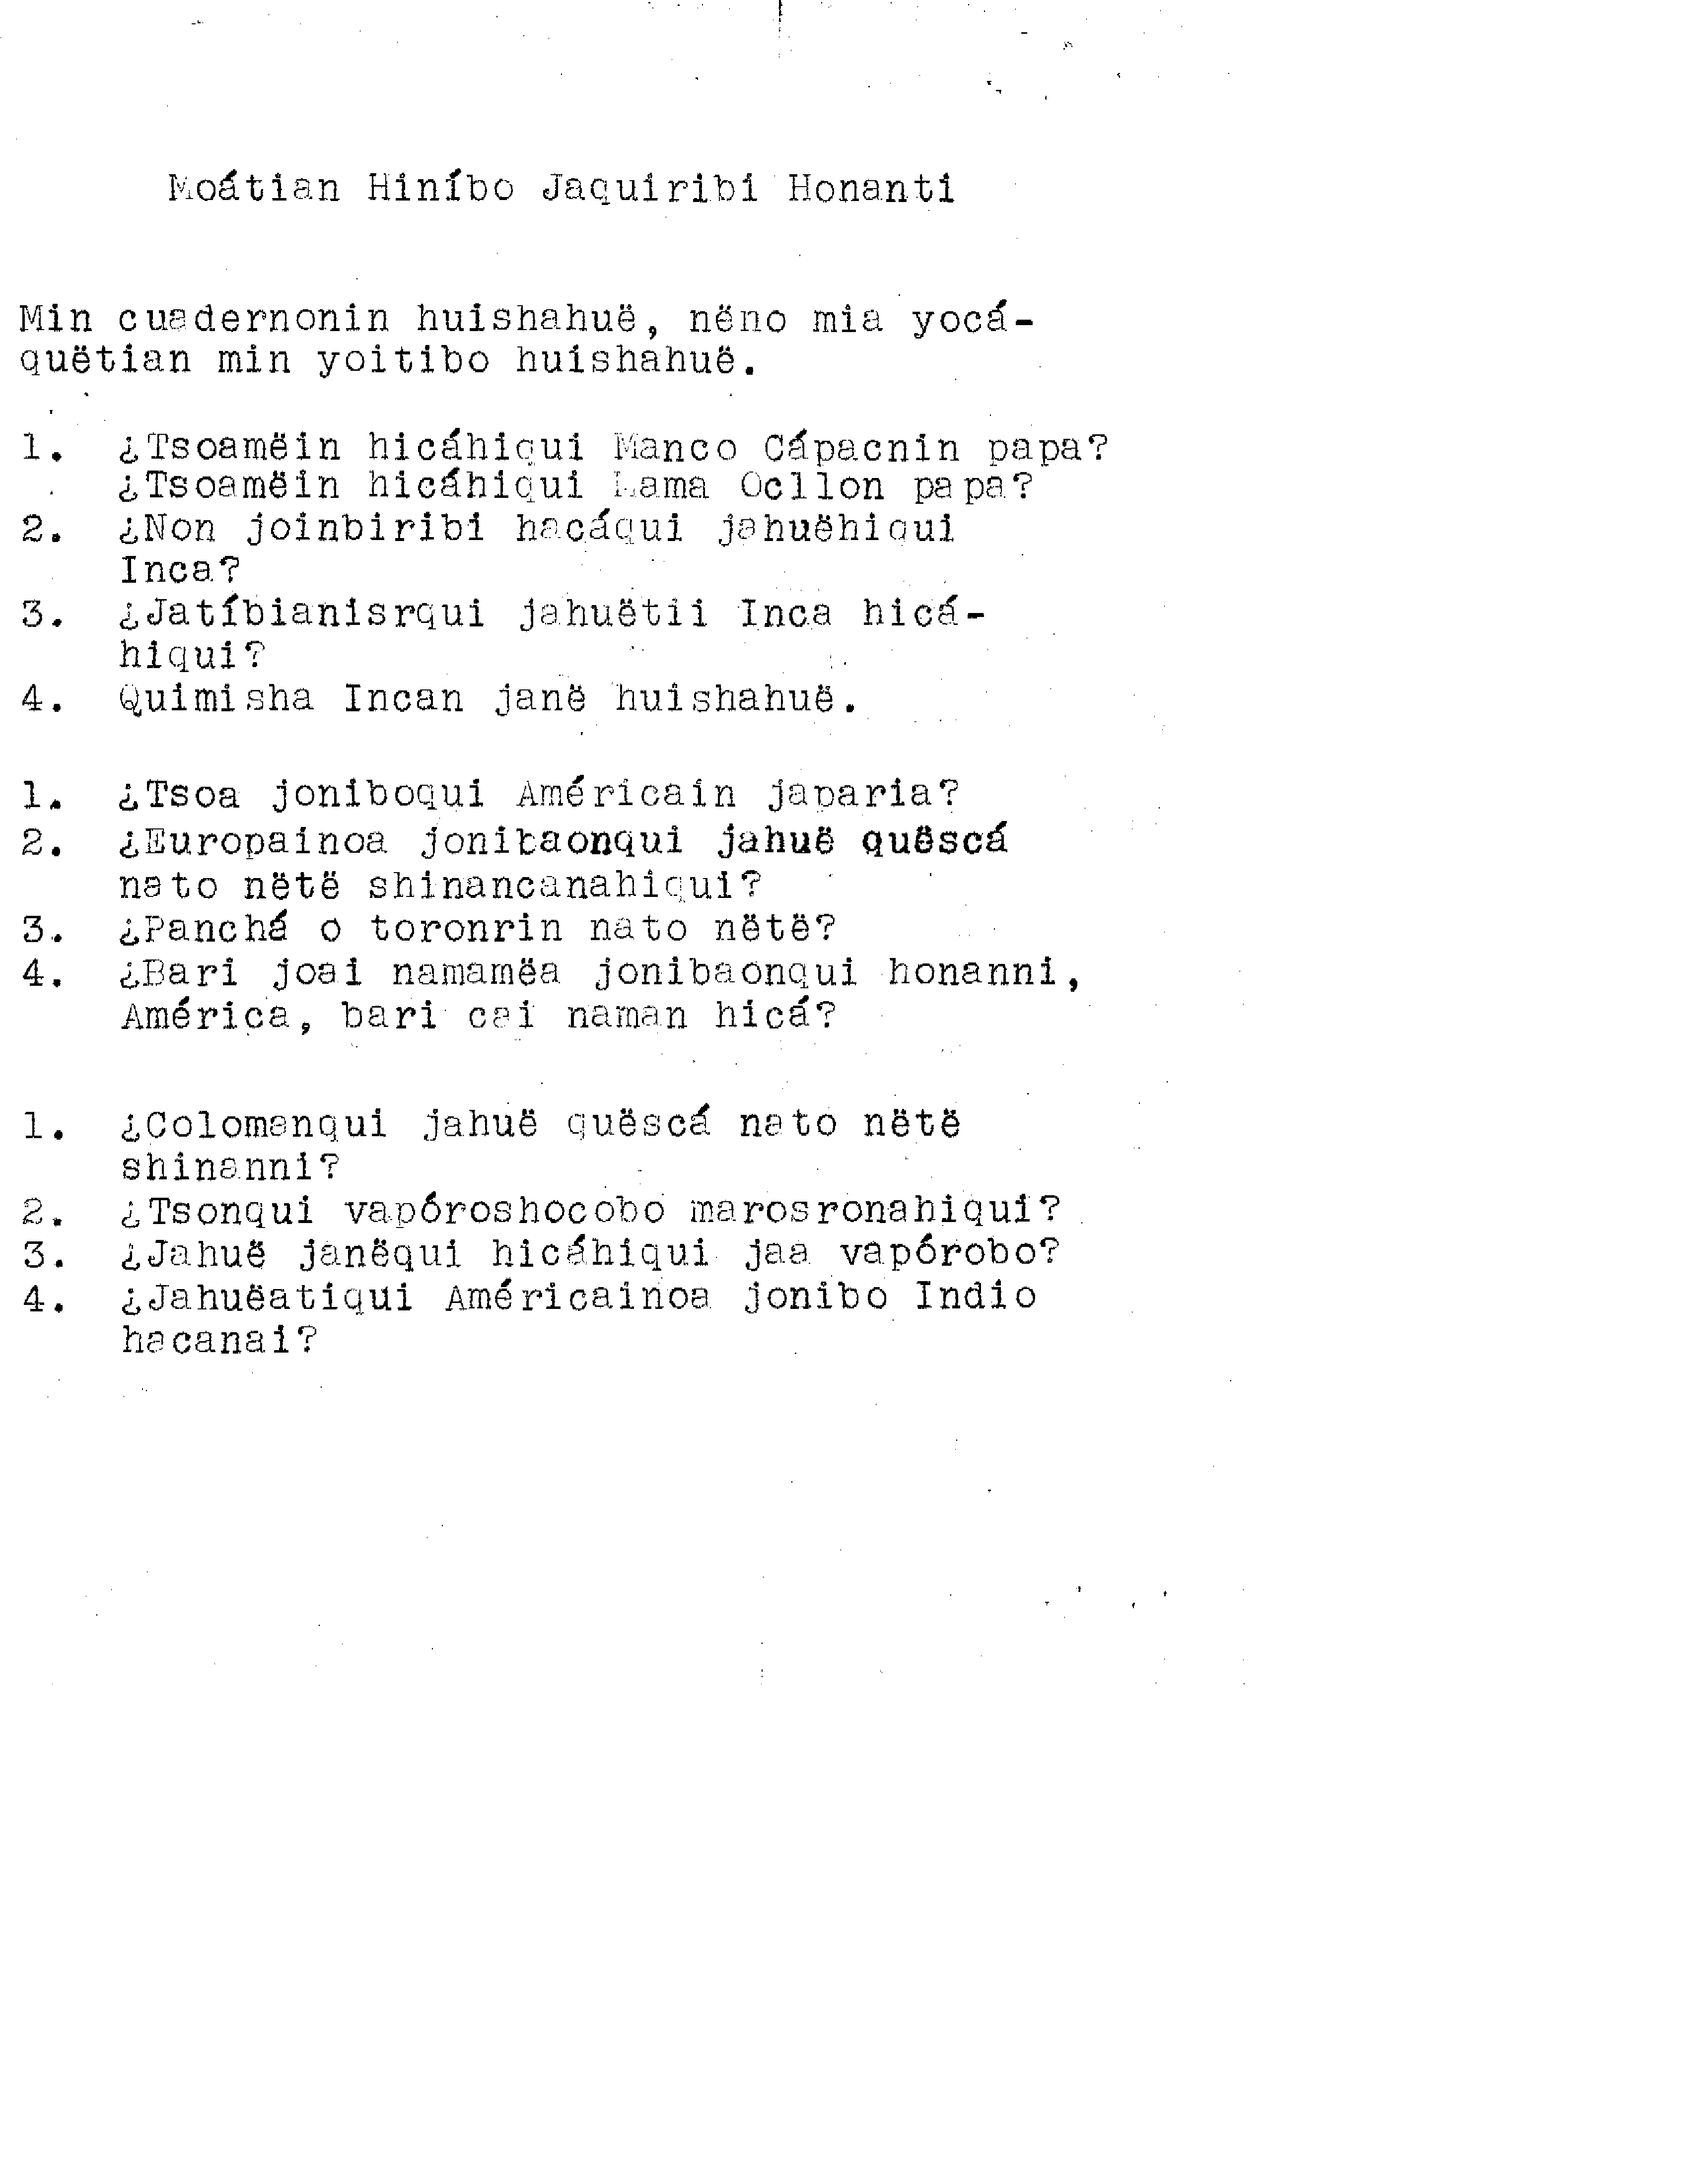 Moátian Hiníbo Jaquiribi Honanti
Min cuadernonin huishahuë, nëno mia yocá-
quëtian min yoitibo huishahuë.
1. ¿Tsoamëin hicáhiqui Manco Cápacnin papa?
¿Tsoamëin hicáhiqui Mama Ocllon papa?
2. ¿Non joinbiribi hacáqui jahuëhiqui
Inca?
3. ¿Jatíbianisrqui jahuëtii Inca hicá-
hiqui?
4. Quimisha Incan janë huishahuë.
1. ¿Tsoa joniboqui Américain japaria?
2. ¿Europainoa jonibaonqui jahuë quëscá
nato nëtë shinancanahiqui?
3. ¿Panchá o toronrin nato nëtë?
4. ¿Bari joai namamëa jonibaonqui honanni,
América, bari cai naman hicá?
1. ¿Colomanqui jahuë quëscá nato nëtë
shinanni?
2. ¿Tsonqui vapóroshocobo marosronahiqui?
3. ¿Jahuë janëqui hicáhiqui jaa vapórobo?
4. ¿Jahuëatiqui Américainoa jonibo Indio
hacanai?